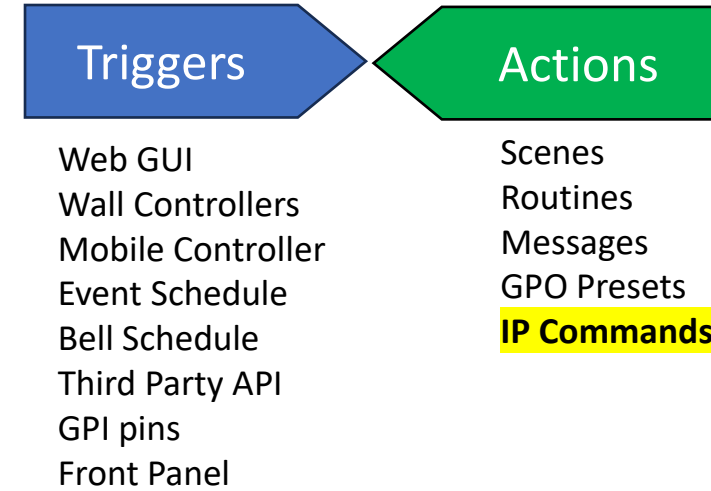 Triggers
Web GUI
Wall Controllers
Mobile Controller
Event Schedule
Bell Schedule
Third Party API
GPI pins
Front Panel
Actions
Scenes
Routines
Messages
GPO Presets
IP Commands